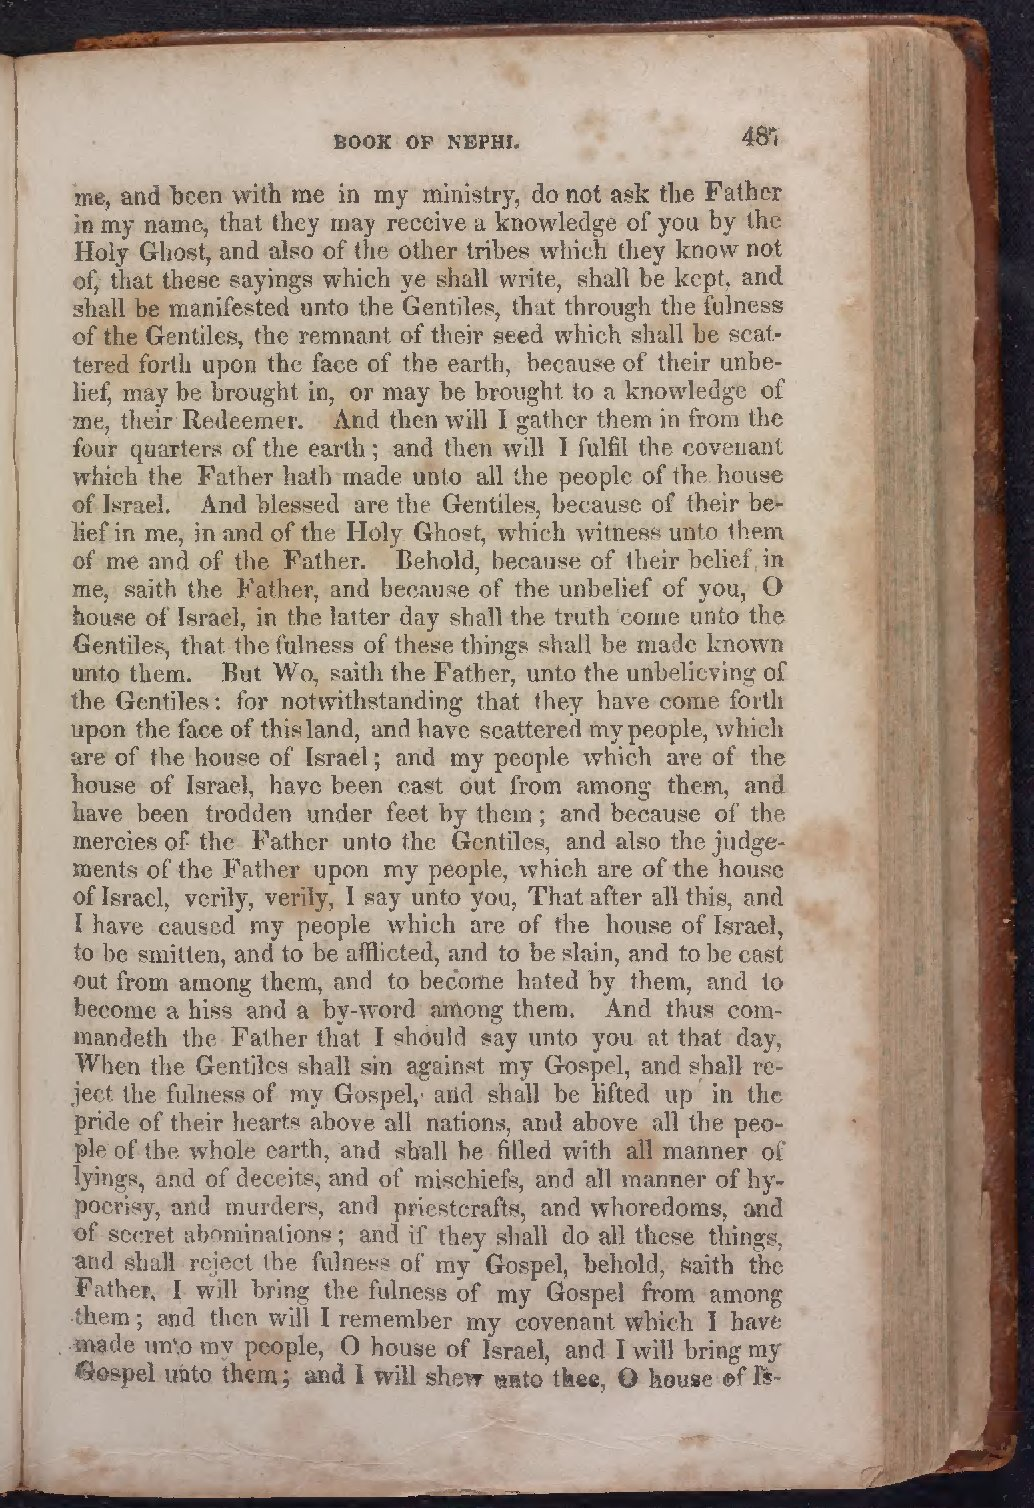 BOOK OF NEPHI. 487
me, and been with me in my ministry, do not ask the Father
in my name, that they may receive a knowledge of you by the
Holy Ghost, and also of the other tribes which they know not
of, that these sayings which ye shall write, shall be kept, and
shall be manifested unto the Gentiles, that through the fulness
of the Gentiles, the remnant of their seed which shall be scat-
tered forth upon the face of the earth, because of their unbe-
lief, may be brought in, or may be brought to a knowledge of
me, their Redeemer. And then will I gather them in from the
four quarters of the earth; and then will I fulfil the covenant
which the Father hath made unto all the people of the house
of Israel. And blessed are the Gentiles, because of their be-
lief in me, in and of the Holy Ghost, which witness unto them
of me and of the Father. Behold, because of their belief in
me, saith the Father, and because of the unbelief of you, O
house of Israel, in the latter day shall the truth come unto the
Gentiles, that the fulness of these things shall be made known
unto them. But Wo, saith the Father, unto the unbelieving of
the Gentiles: for notwithstanding that they have come forth
upon the face of this land, and have scattered my people, which
are of the house of Israel; and my people which are of the
house of Israel, have been cast out from among them, and
have been trodden under feet by them; and because of the
mercies of the Father unto the Gentiles, and also the judge-
ments of the Father upon my people, which are of the house
of Israel, verily, verily, I say unto you, That after all this, and
I have caused my people which are of the house of Israel,
to be smitten, and to be afflicted, and to be slain, and to be cast
out from among them, and to become hated by them, and to
become a hiss and a by-word among them. And thus com-
mandeth the Father that I should say unto you at that day,
When the Gentiles shall sin against my Gospel, and shall re-
ject the fulness of my Gospel, and shall be lifted up in the
pride of their hearts above all nations, and above all the peo-
ple of the whole earth, and shall be filled with all manner of
lyings, and of deceits, and of mischiefs, and all manner of hy-
pocrisy, and murders, and priestcrafts, and whoredoms, and
of secret abominations; and if they shall do all these things,
and shall reject the fulness of my Gospel, behold, saith the
Father, I will bring the fulness of my Gospel from among
them; and then will I remember my covenant which I have
made unto my people, O house of Israel, and I will bring my
Gospel unto them; and I will shew unto thee, O house of Is-